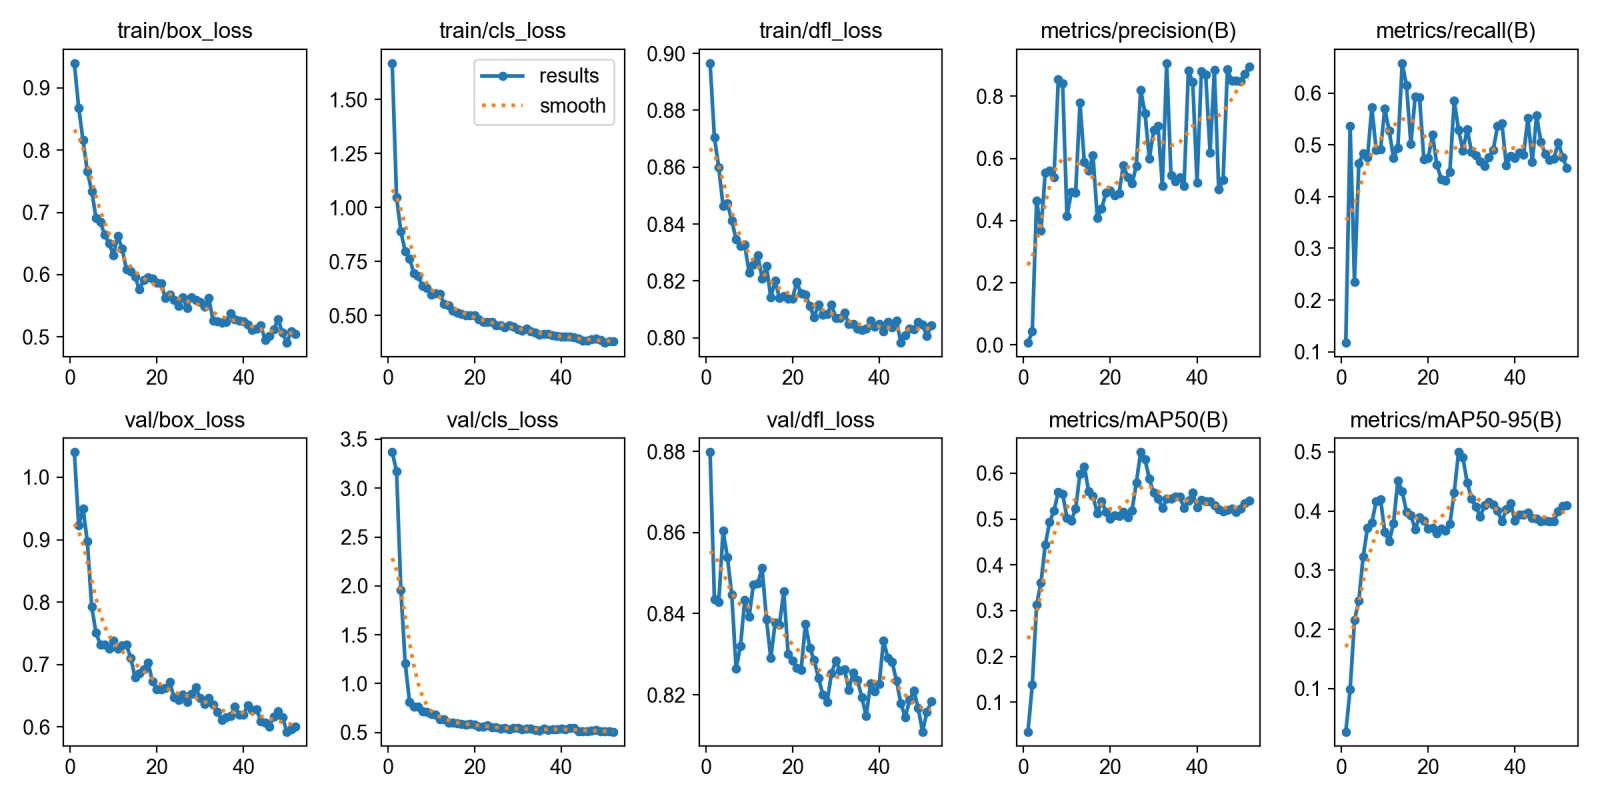 train/box_loss
train/cls_loss
train/dfl_loss
metrics/precision(B)
metrics/recall(B)
0.9
0.8
0.7
0.6
0.5
0 20 40
1.50
1.25
1.00
0.75
0.50
0 20 40
results
smooth
0.90
0.88
0.86
0.84
0.82
0.80
0 20 40
0.8
0.6
0.4
0.2
0.0
0 20 40
0.6
0.5
0.4
0.3
0.2
0.1
0 20 40
val/box_loss
val/cls_loss
val/dfl_loss
metrics/mAP50(B)
metrics/mAP50-95(B)
1.0
0.9
0.8
0.7
0.6
0 20 40
3.5
3.0
2.5
2.0
1.5
1.0
0.5
0 20 40
0.88
0.86
0.84
0.82
0 20 40
0.6
0.5
0.4
0.3
0.2
0.1
0 20 40
0.5
0.4
0.3
0.2
0.1
0 20 40